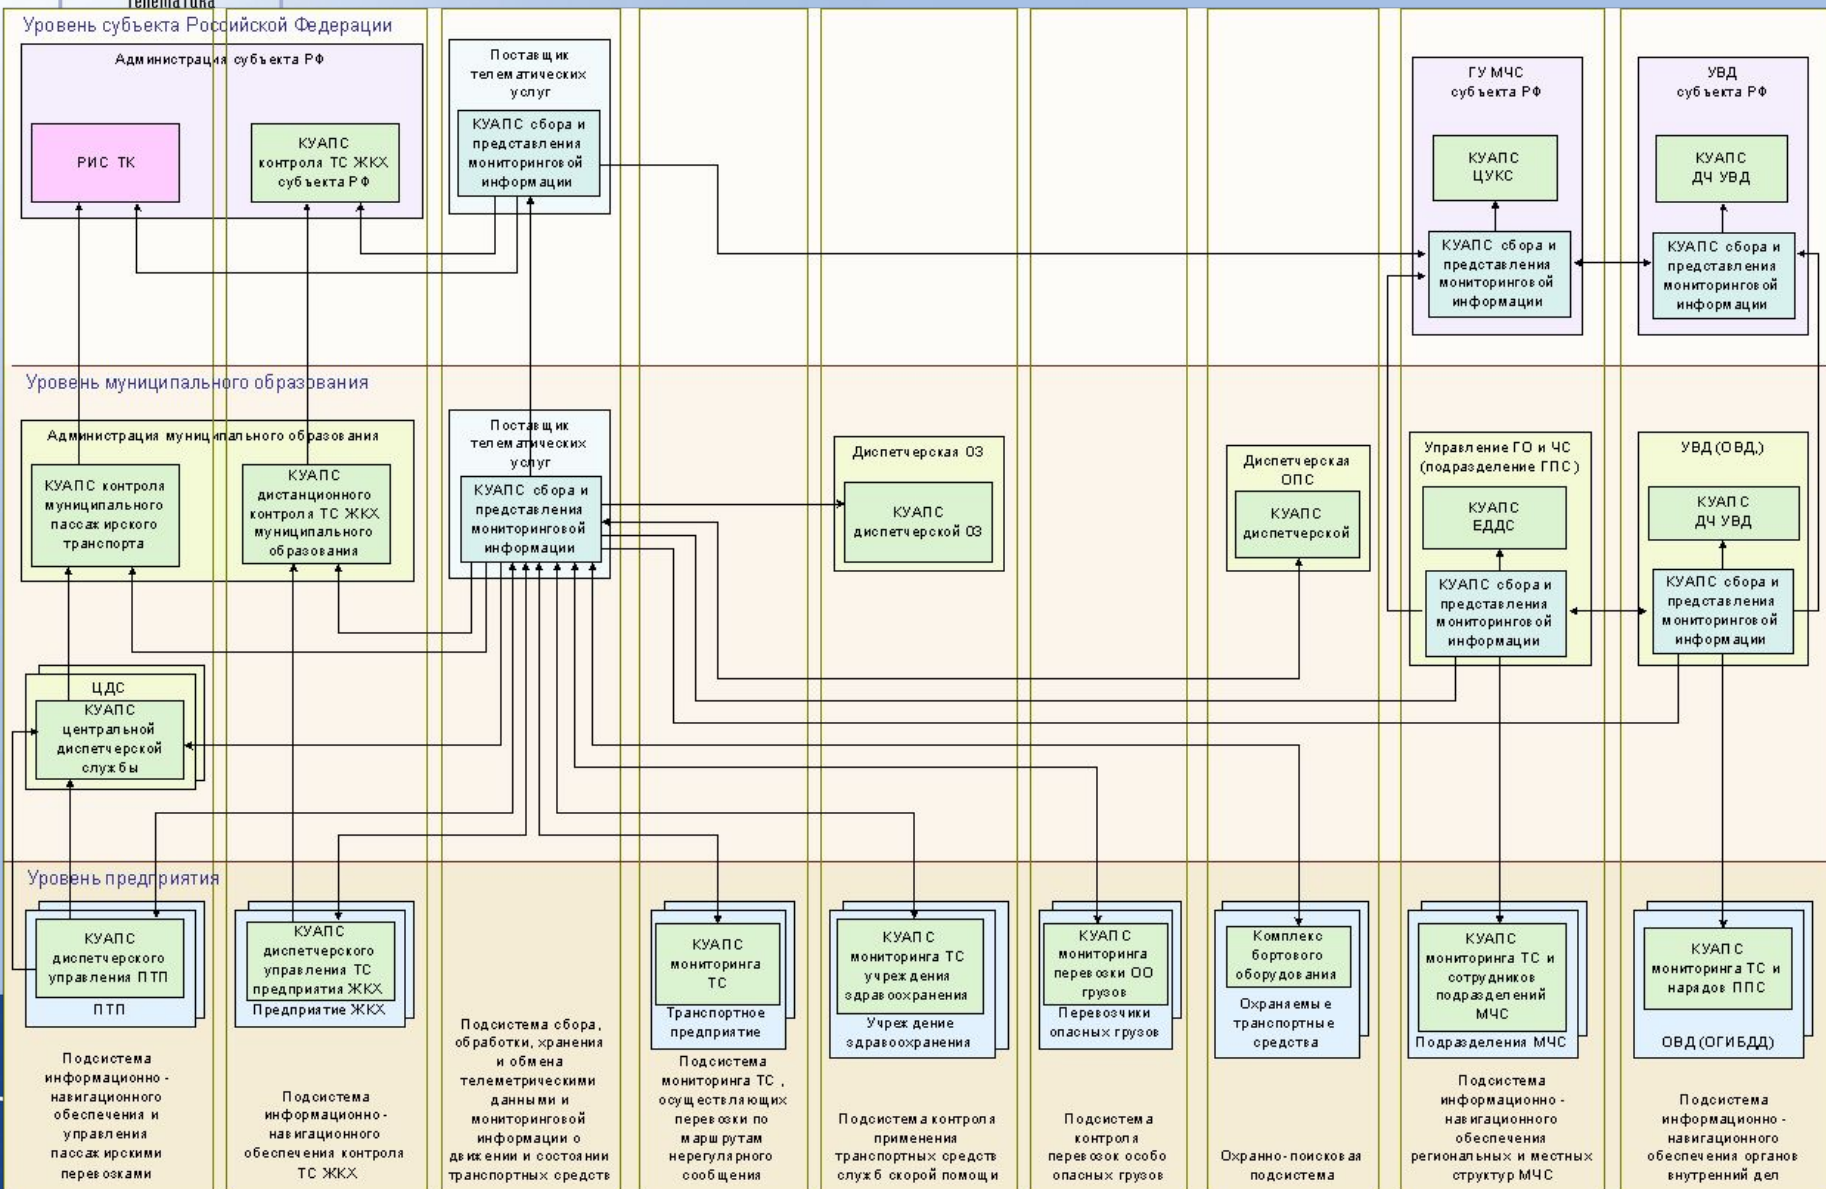 Телематика
Уровень субъекта Российской Федерации
Администрация субъекта РФ
РИС ТК
КУАПС
контроля ТС ЖКХ
субъекта РФ
Поставщик
телематических
услуг
КУАПС сбора и
представления
мониторинговой
информации
ГУ МЧС
субъекта РФ
КУАПС
ЦУКС
КУАПС сбора и
представления
мониторинговой
информации
УВД
субъекта РФ
КУАПС
ДЧ УВД
КУАПС сбора и
представления
мониторинговой
информации
Уровень муниципального образования
Администрация муниципального образования
КУАПС контроля
муниципального
пассажирского
транспорта
КУАПС
дистанционного
контроля ТС ЖКХ
муниципального
образования
Поставщик
телематических
услуг
КУАПС сбора и
представления
мониторинговой
информации
Диспетчерская ОЗ
КУАПС
диспетчерской ОЗ
Диспетчерская
ОПС
КУАПС
диспетчерской
Управление ГО и ЧС
(подразделение ГПС)
КУАПС
ЕДДС
КУАПС сбора и
представления
мониторинговой
информации
УВД (ОВД,)
КУАПС
ДЧ УВД
КУАПС сбора и
представления
мониторинговой
информации
ЦДС
КУАПС
центральной
диспетчерской
службы
Уровень предприятия
КУАПС
диспетчерского
управления ПТП
ПТП
КУАПС
диспетчерского
управления ТС
предприятия ЖКХ
Предприятие ЖКХ
КУАПС
мониторинга
ТС
Транспортное
предприятие
КУАПС
мониторинга ТС
учреждения
здравоохранения
Учреждение
здравоохранения
КУАПС
мониторинга
перевозки ОО
грузов
Перевозчики
опасных грузов
Комплекс
бортового
оборудования
Охраняемые
транспортные
средства
КУАПС
мониторинга ТС и
сотрудников
подразделений
МЧС
Подразделения МЧС
КУАПС
мониторинга ТС и
нарядов ППС
ОВД (ОГИБДД)
Подсистема
информационно-
навигационного
обеспечения и
управления
пассажирскими
перевозками
Подсистема
информационно-
навигационного
обеспечения контроля
ТС ЖКХ
Подсистема сбора,
обработки, хранения
и обмена
телеметрическими
данными и
мониторинговой
информации о
движении и состоянии
транспортных средств
Подсистема
мониторинга ТС ,
осуществляющих
перевозки по
маршрутам
нерегулярного
сообщения
Подсистема контроля
применения
транспортных средств
служб скорой помощи
Подсистема
контроля
перевозок особо
опасных грузов
Охранно-поисковая
подсистема
Подсистема
информационно-
навигационного
обеспечения
региональных и местных
структур МЧС
Подсистема
информационно-
навигационного
обеспечения органов
внутренний дел